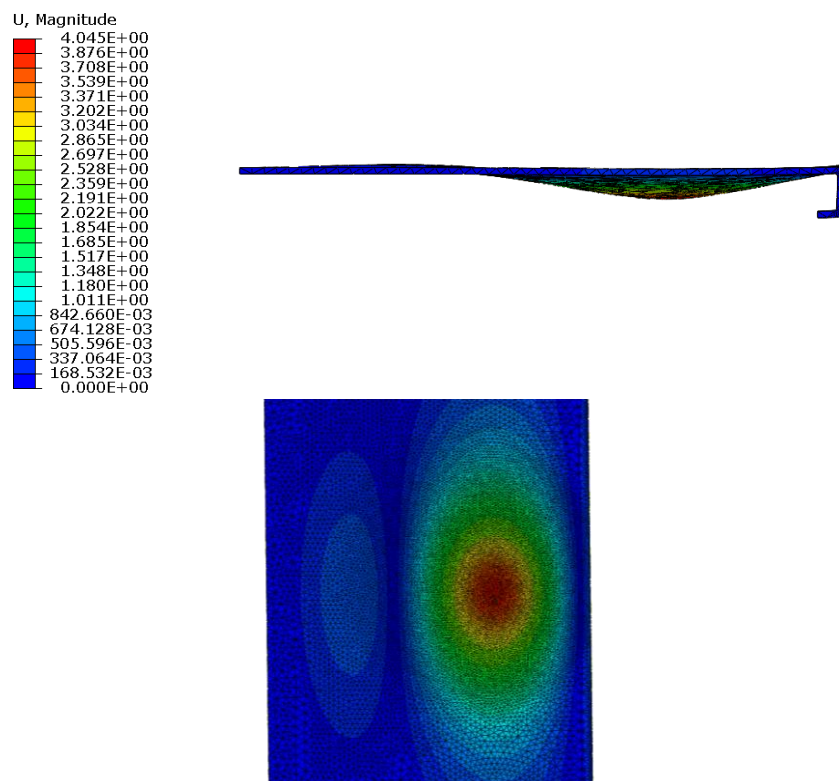 U, Magnitude
4.045E+00
3.876E+00
3.708E+00
3.539E+00
3.371E+00
3.202E+00
3.034E+00
2.865E+00
2.697E+00
2.528E+00
2.359E+00
2.191E+00
2.022E+00
1.854E+00
1.685E+00
1.517E+00
1.348E+00
1.180E+00
1.011E+00
842.660E-03
674.128E-03
505.596E-03
337.064E-03
168.532E-03
0.000E+00